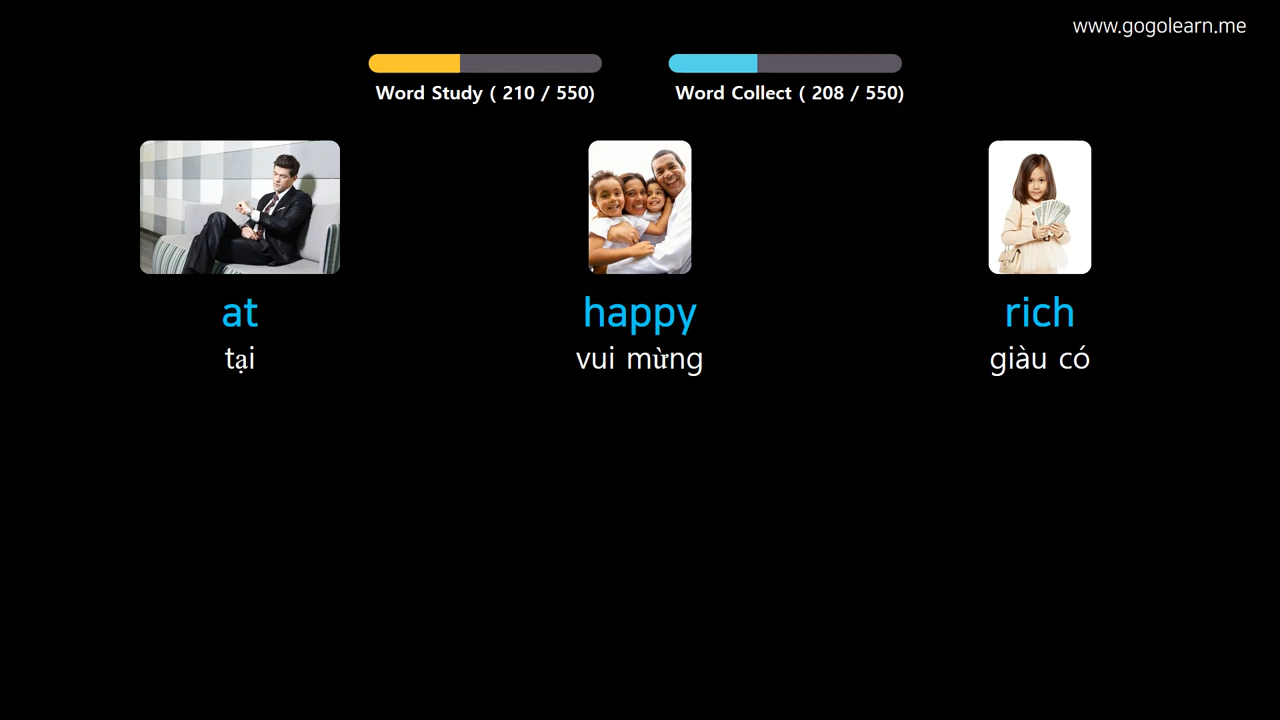 www.gogolearn.me
Word Study ( 210 / 550)
Word Collect ( 208 / 550)
at
happy
rich
tại
vui mừng
giàu có